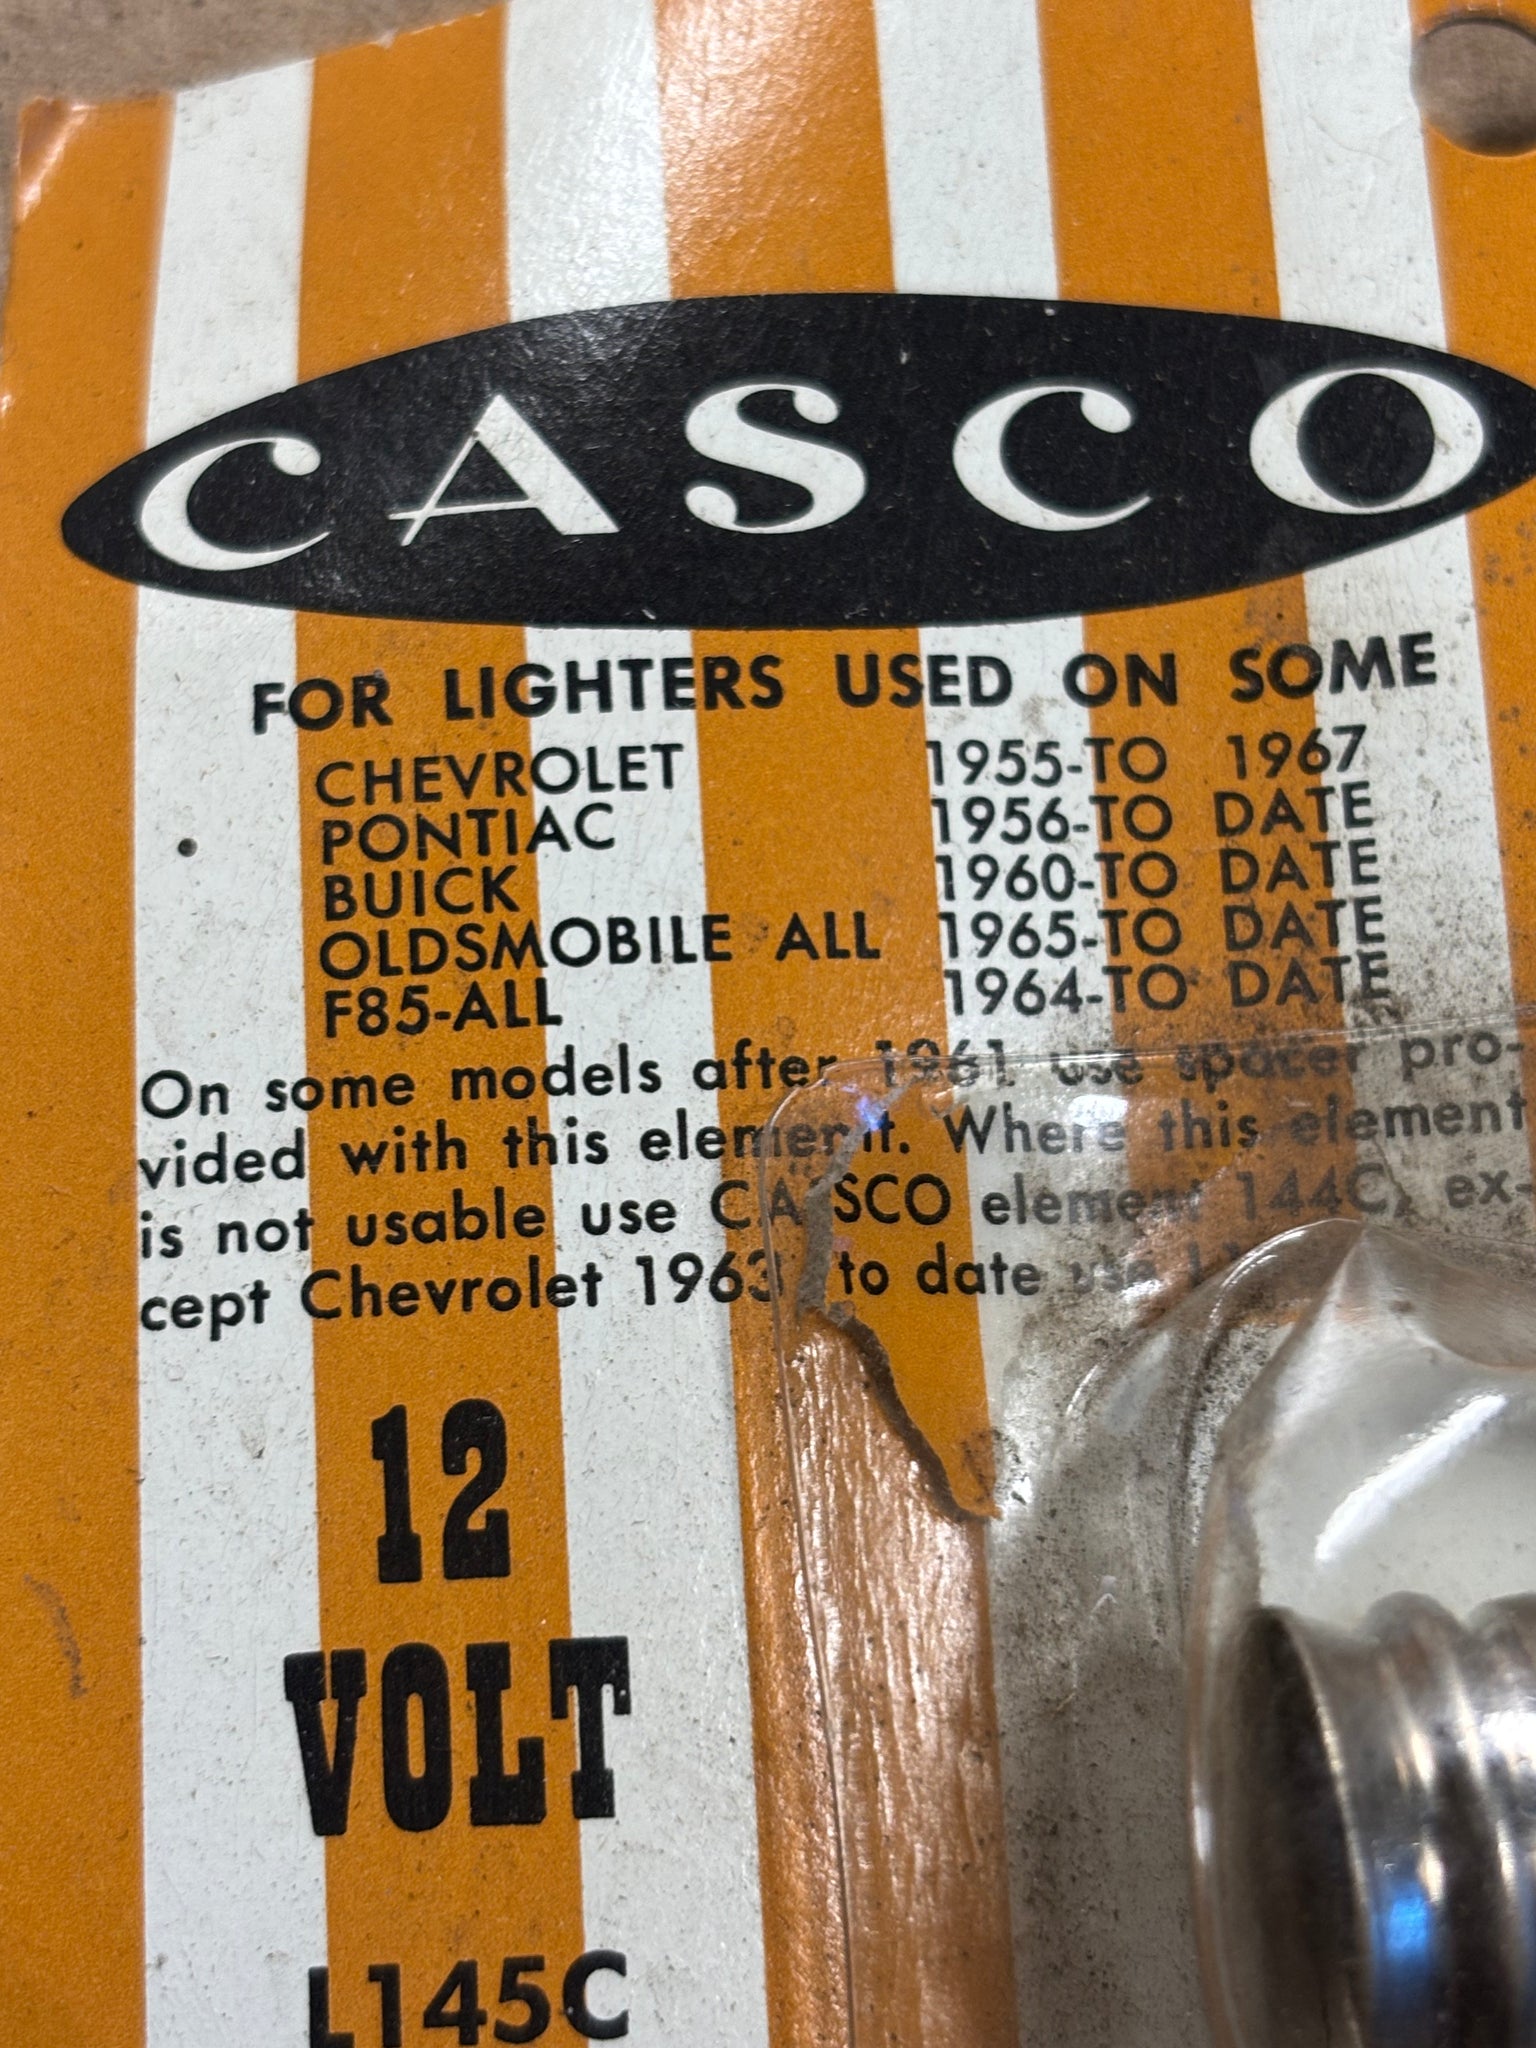 CASCO
FOR LIGHTERS USED ON SOME
CHEVROLET 1955-TO 1967
PONTIAC 1956-TO DATE
BUICK 1960-TO DATE
OLDSMOBILE ALL 1965-TO DATE
F85-ALL 1964-TO DATE
On some models after 1961 use spacer pro-
vided with this element. Where this element
is not usable use CASCO element 144C, ex-
cept Chevrolet 1963 to date use
12
VOLT
L145C